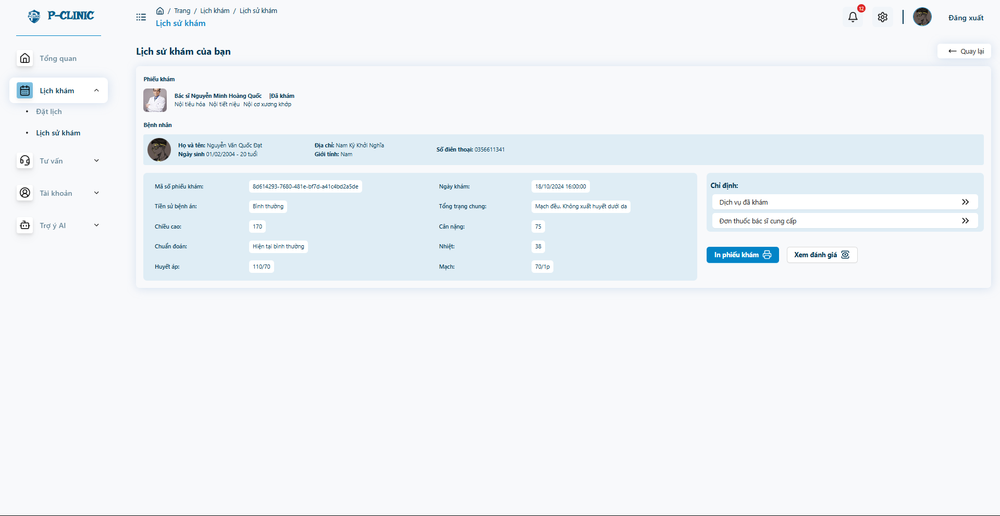 P-CLINIC
/ Trang / Lịch khám / Lịch sử khám
Lịch sử khám
12
Đăng xuất
Tổng quan
Lịch khám
Đặt lịch
Lịch sử khám
Tư vấn
Tài khoản
Trợ ý AI
Lịch sử khám của bạn
Quay lại
Phiếu khám
Bác sĩ Nguyễn Minh Hoàng Quốc |Đã khám
Nội tiêu hóa Nội tiết niệu Nội cơ xương khớp
Bệnh nhân
Họ và tên: Nguyễn Văn Quốc Đạt
Ngày sinh 01/02/2004 - 20 tuổi
Địa chỉ: Nam Kỳ Khởi Nghĩa
Giới tính: Nam
Số điên thoại: 0356611341
Mã số phiếu khám: 8d614293-7680-481e-bf7d-a41c4bd2a5de
Ngày khám: 18/10/2024 16:00:00
Tiền sử bệnh án: Bình thường
Tổng trạng chung: Mạch đều. Không xuất huyết dưới da
Chiều cao: 170
Cân nặng: 75
Chuẩn đoán: Hiện tại bình thường
Nhiệt: 38
Huyết áp: 110/70
Mạch: 70/1p
Chỉ định:
Dịch vụ đã khám
Đơn thuốc bác sĩ cung cấp
In phiếu khám
Xem đánh giá